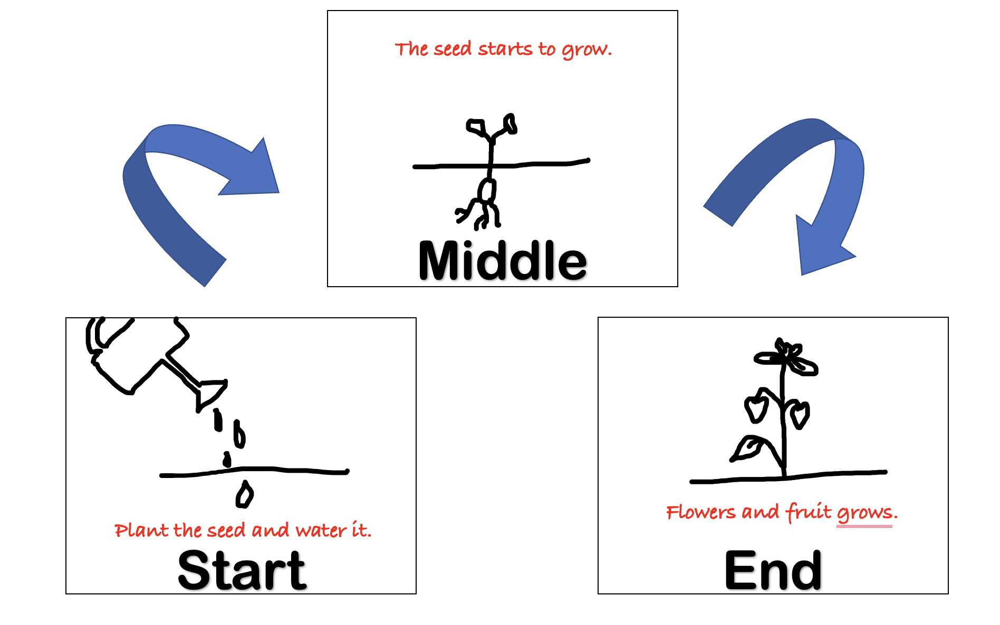 The seed starts to grow.
Middle
Plant the seed and water it.
Start
Flowers and fruit grows.
End